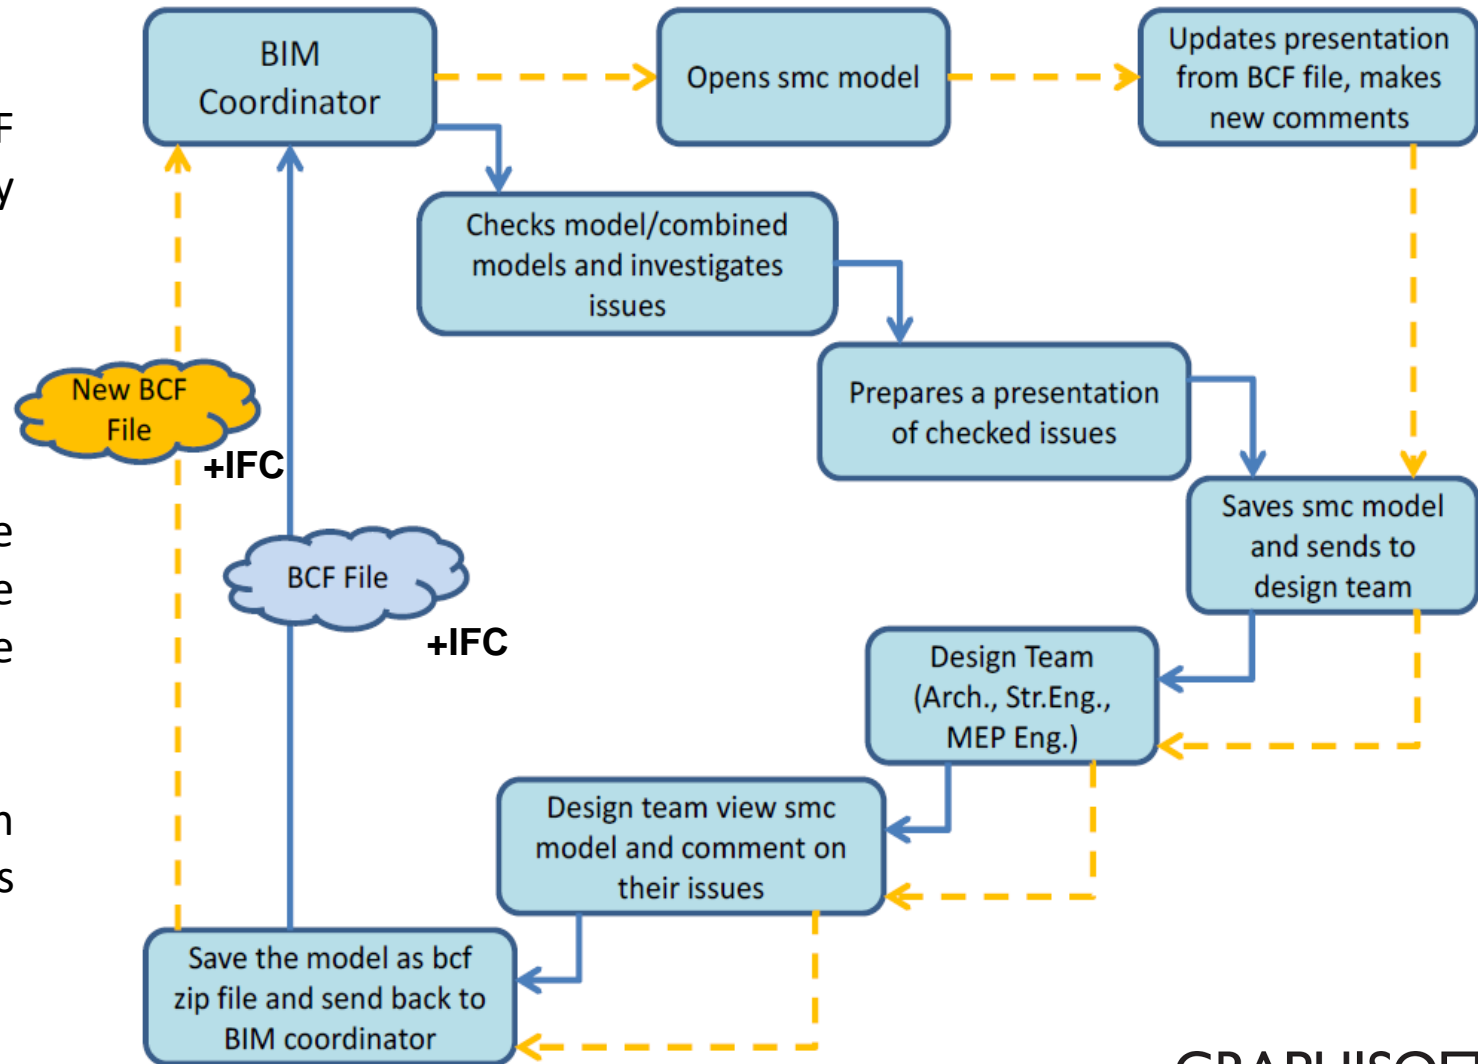 BIM
Coordinator
Opens smc model
Updates presentation
from BCF file, makes
new comments
F
y
Checks model/combined
models and investigates
issues
New BCF
File
+IFC
Prepares a presentation
of checked issues
e
e
e
BCF File
+IFC
Saves smc model
and sends to
design team
Design Team
(Arch., Str.Eng.,
MEP Eng.)
n
s
Design team view smc
model and comment on
their issues
Save the model as bcf
zip file and send back to
BIM coordinator